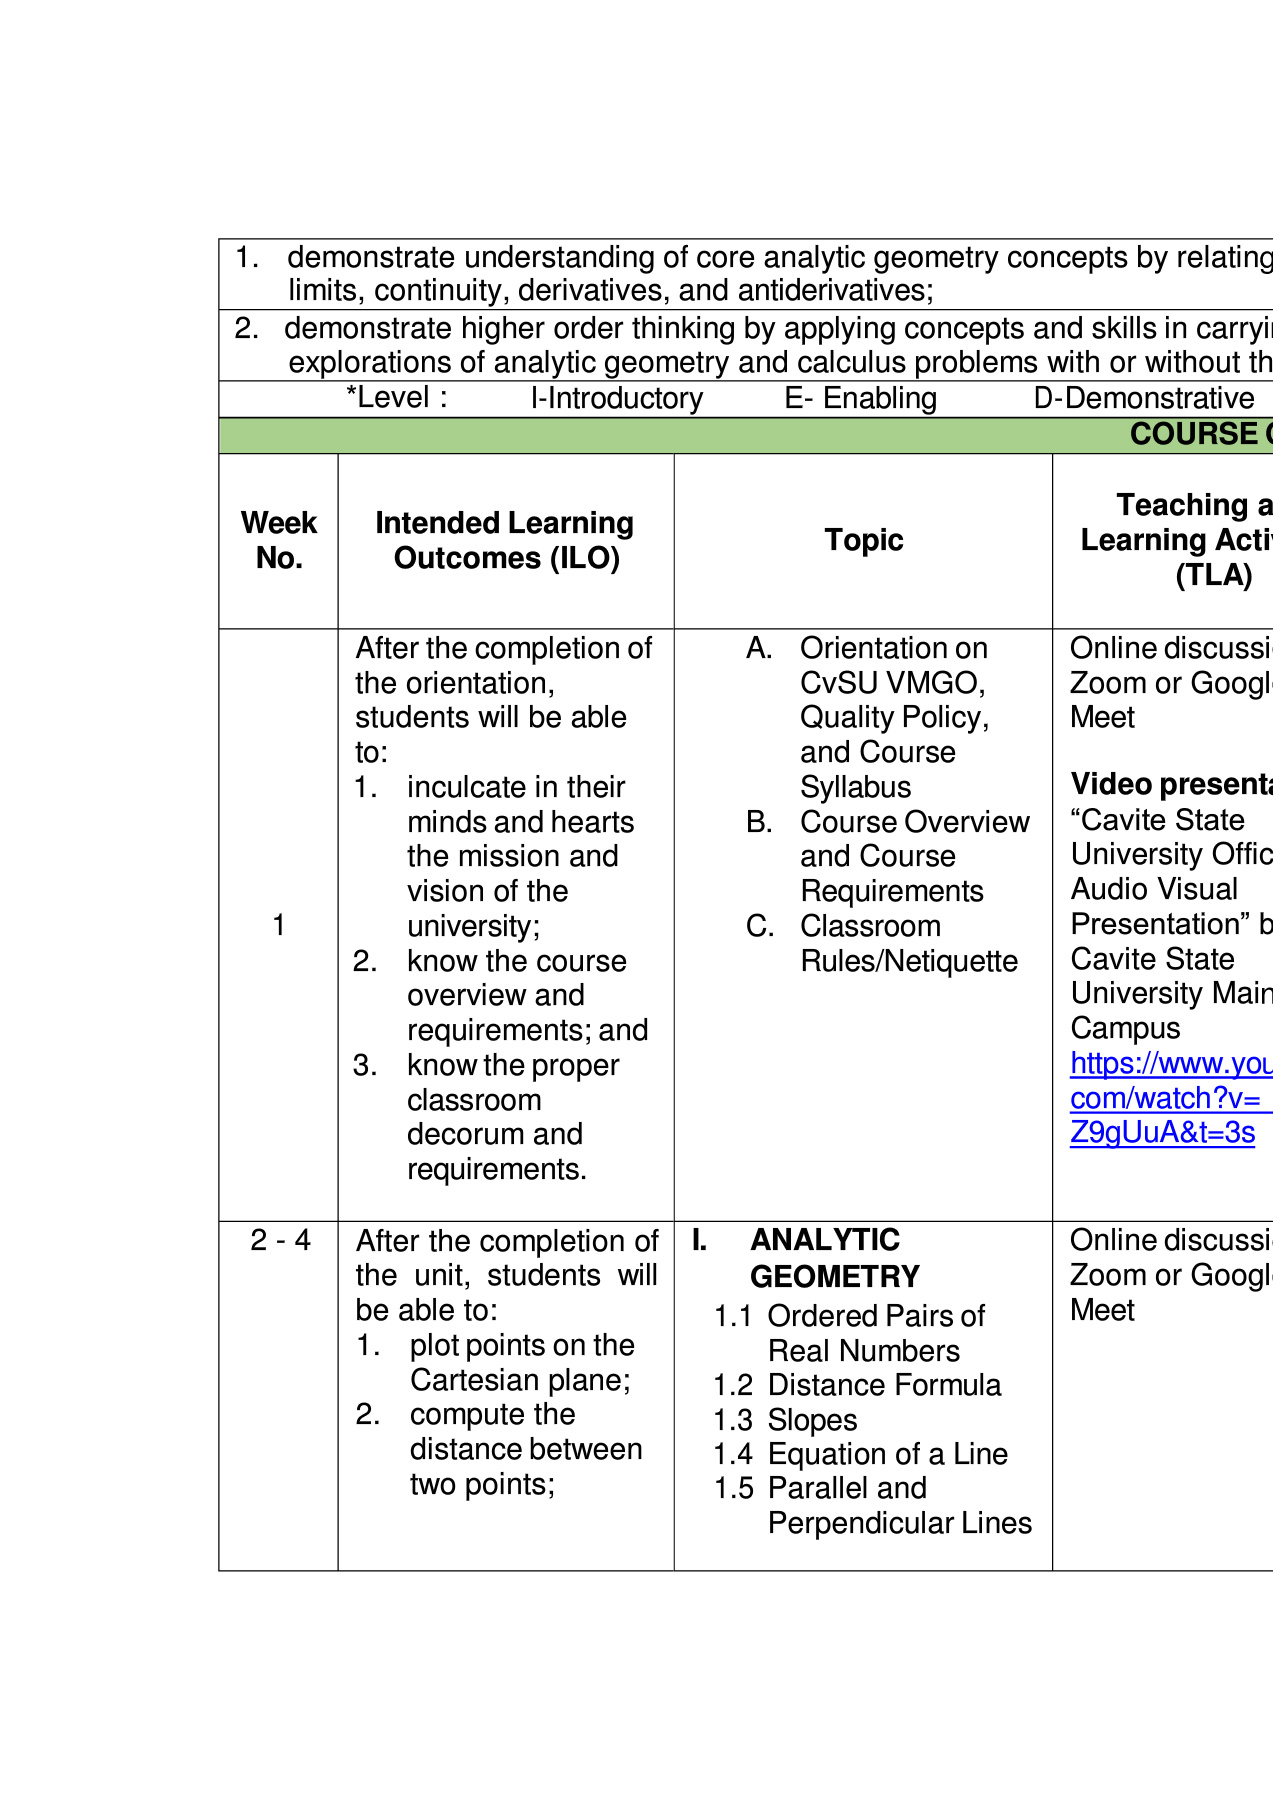 1. demonstrate understanding of core analytic geometry concepts by relating
limits, continuity, derivatives, and antiderivatives;
2. demonstrate higher order thinking by applying concepts and skills in
explorations of analytic geometry and calculus problems with or without
*Level : I-Introductory E- Enabling D-Demonstrative
COURSE
Week
No.
Intended Learning
Outcomes (ILO)
Topic
Teaching
Learning
(TLA)
1
After the completion of
the orientation,
students will be able
to:
1. inculcate in their
minds and hearts
the mission and
vision of the
university;
2. know the course
overview and
requirements; and
3. know the proper
classroom
decorum and
requirements.
A. Orientation on
CvSU VMGO,
Quality Policy,
and Course
Syllabus
B. Course Overview
and Course
Requirements
C. Classroom
Rules/Netiquette
Online
Zoom or
Meet
Video
“Cavite State
University
Audio Visual
Presentation”
Cavite State
University Main
Campus
https://www.you
com/watch?v=_
Z9gUuA&t=3s
2 - 4
After the completion of
the unit, students will
be able to:
1. plot points on the
Cartesian plane;
2. compute the
distance between
two points;
I. ANALYTIC
GEOMETRY
1.1 Ordered Pairs of
Real Numbers
1.2 Distance Formula
1.3 Slopes
1.4 Equation of a Line
1.5 Parallel and
Perpendicular Lines
Online
Zoom or
Meet